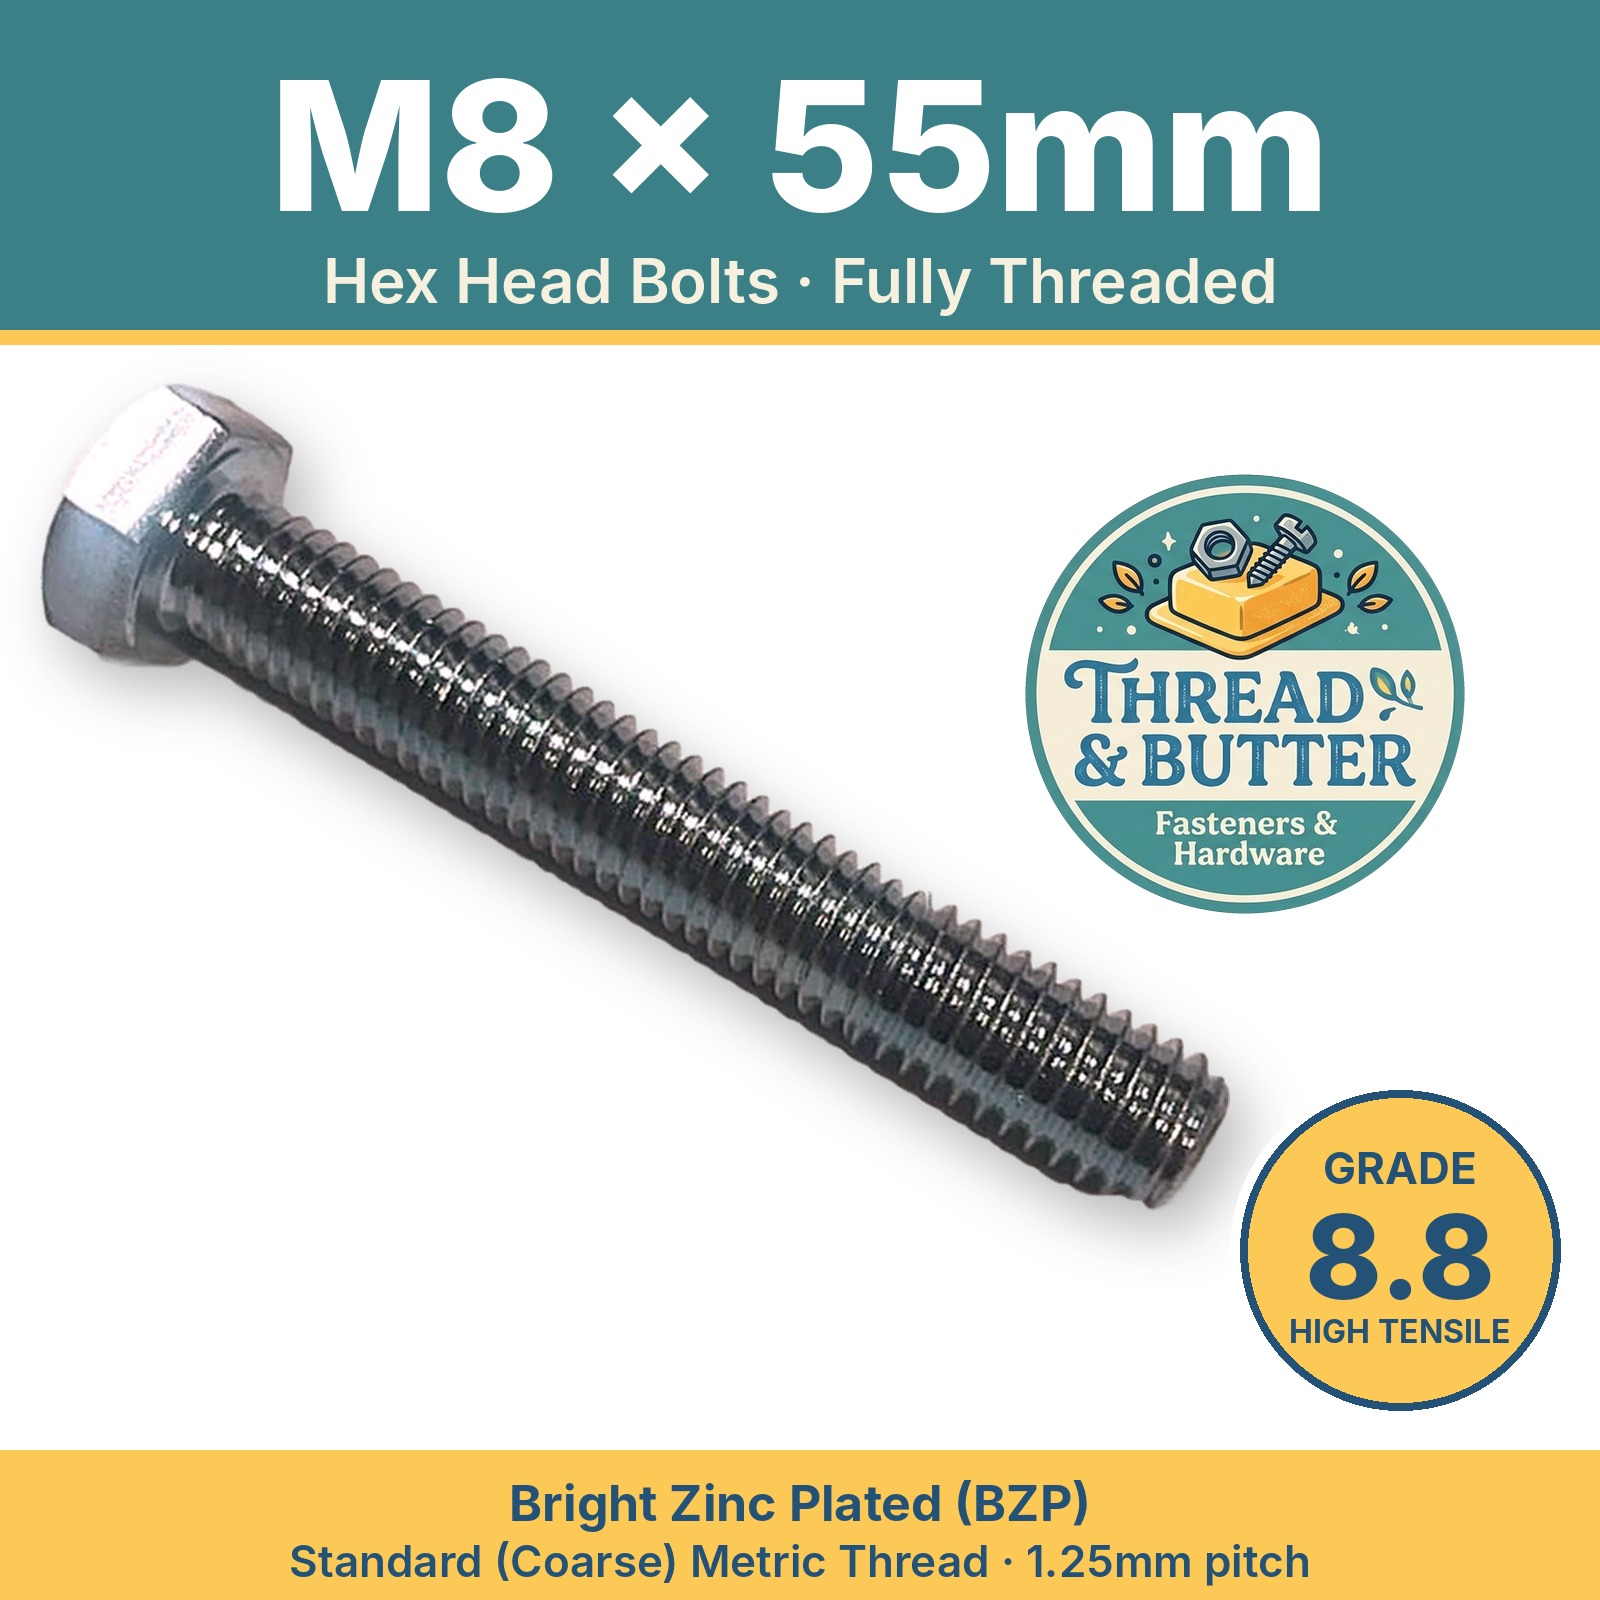 M8 × 55mm
Hex Head Bolts · Fully Threaded
THREAD
& BUTTER
Fasteners &
Hardware
GRADE
8.8
HIGH TENSILE
Bright Zinc Plated (BZP)
Standard (Coarse) Metric Thread · 1.25mm pitch